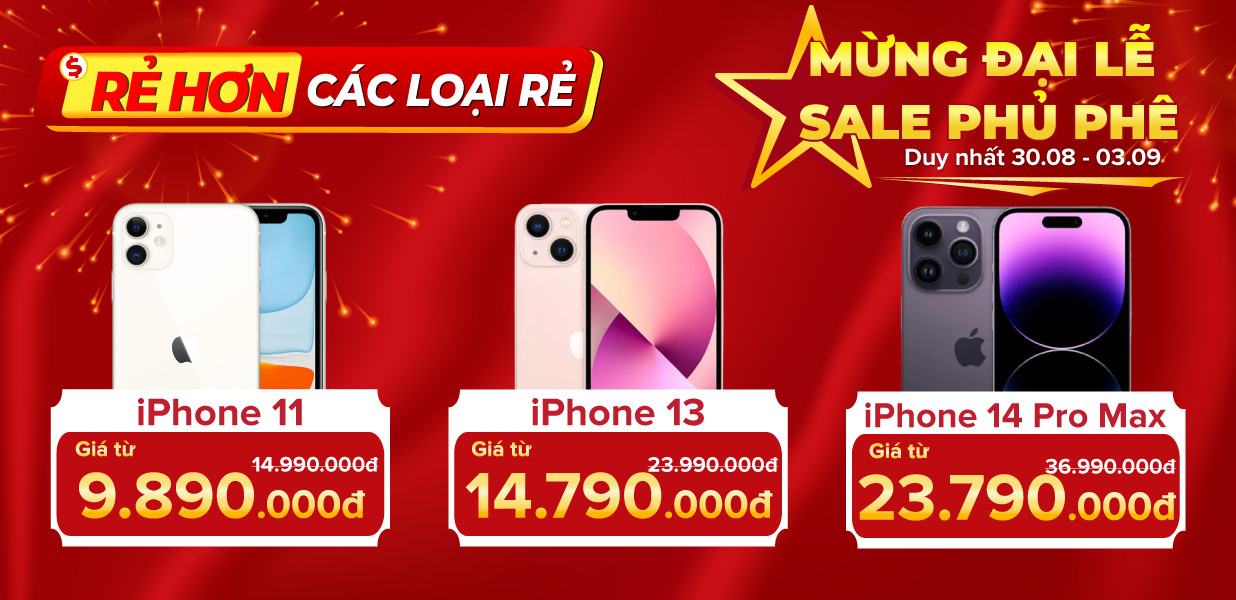 $
RẺ HƠN CÁC LOẠI RẺ
MỪNG ĐẠI LỄ
SALE PHỦ PHÊ
Duy nhất 30.08 - 03.09
iPhone 11
Giá từ
14.990.000đ
9.890.000đ
iPhone 13
Giá từ
23.990.000đ
14.790.000đ
iPhone 14 Pro Max
Giá từ
36.990.000đ
23.790.000đ